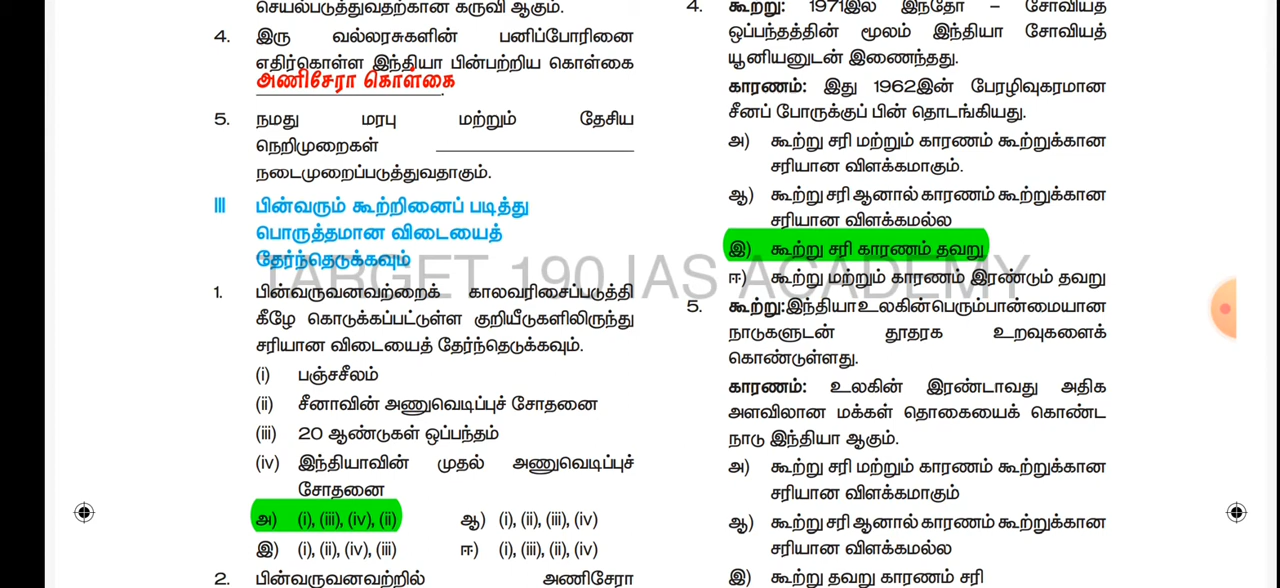 செயல்படுத்துவதற்கான கருவி ஆகும்.
4. இரு வல்லரசுகளின் பனிப்போரினை
எதிர்கொள்ள இந்தியா பின்பற்றிய கொள்கை
அணிசேரா கொள்கை.
5. நமது மரபு மற்றும் தேசிய
நெறிமுறைகள் ____________
நடைமுறைப்படுத்துவதாகும்.
III பின்வரும் கூற்றினைப் படித்து
பொருத்தமான விடையைத்
தேர்ந்தெடுக்கவும்
1. பின்வருவனவற்றைக் காலவரிசைப்படுத்தி
கீழே கொடுக்கப்பட்டுள்ள குறியீடுகளிலிருந்து
சரியான விடையைத் தேர்ந்தெடுக்கவும்.
(i) பஞ்சசீலம்
(ii) சீனாவின் அணுவெடிப்புச் சோதனை
(iii) 20 ஆண்டுகள் ஒப்பந்தம்
(iv) இந்தியாவின் முதல் அணுவெடிப்புச்
சோதனை
அ) (i), (iii), (iv), (ii) ஆ) (i), (ii), (iii), (iv)
இ) (i), (ii), (iv), (iii) ஈ) (i), (iii), (ii), (iv)
2. பின்வருவனவற்றில் அணிசேரா
4. கூற்று: 1971இல் இந்தோ – சோவியத்
ஒப்பந்தத்தின் மூலம் இந்தியா சோவியத்
யூனியனுடன் இணைந்தது.
காரணம்: இது 1962இன் பேரழிவுகரமான
சீனப் போருக்குப் பின் தொடங்கியது.
அ) கூற்று சரி மற்றும் காரணம் கூற்றுக்கான
சரியான விளக்கமாகும்.
ஆ) கூற்று சரி ஆனால் காரணம் கூற்றுக்கான
சரியான விளக்கமல்ல
இ) கூற்று சரி காரணம் தவறு
ஈ) கூற்று மற்றும் காரணம் இரண்டும் தவறு
5. கூற்று: இந்தியா உலகின் பெரும்பான்மையான
நாடுகளுடன் தூதரக உறவுகளைக்
கொண்டுள்ளது.
காரணம்: உலகின் இரண்டாவது அதிக
அளவிலான மக்கள் தொகையைக் கொண்ட
நாடு இந்தியா ஆகும்.
அ) கூற்று சரி மற்றும் காரணம் கூற்றுக்கான
சரியான விளக்கமாகும்
ஆ) கூற்று சரி ஆனால் காரணம் கூற்றுக்கான
சரியான விளக்கமல்ல
இ) கூற்று தவறு காரணம் சரி
TARGET 190 IAS ACADEMY